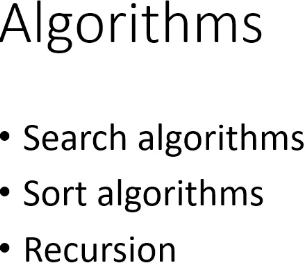 Algorithms
• Search algorithms
• Sort algorithms
• Recursion